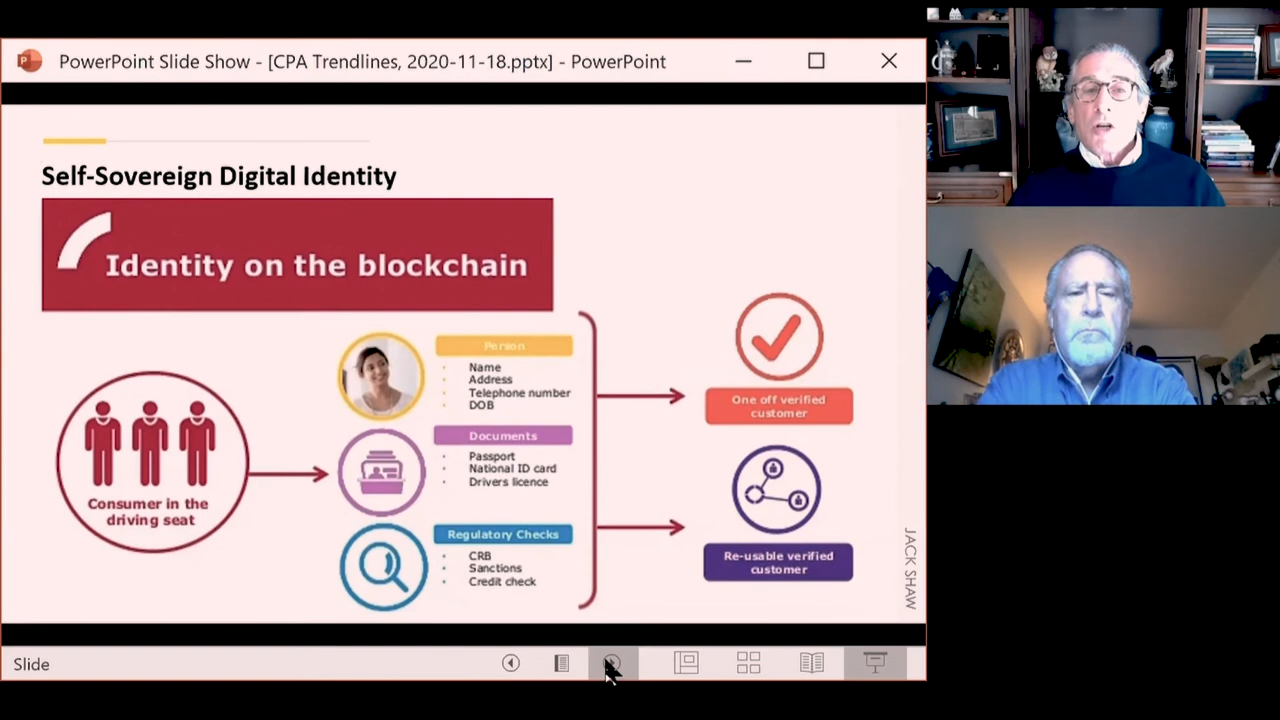 PowerPoint Slide Show - [CPA Trendlines, 2020-11-18.pptx] - PowerPoint
Self-Sovereign Digital Identity
Identity on the blockchain
Consumer in the
driving seat
Person
Name
Address
Telephone number
DOB
Documents
Passport
National ID card
Drivers licence
Regulatory Checks
CRB
Sanctions
Credit check
One off verified
customer
Re-usable verified
customer
JACK SHAW
Slide